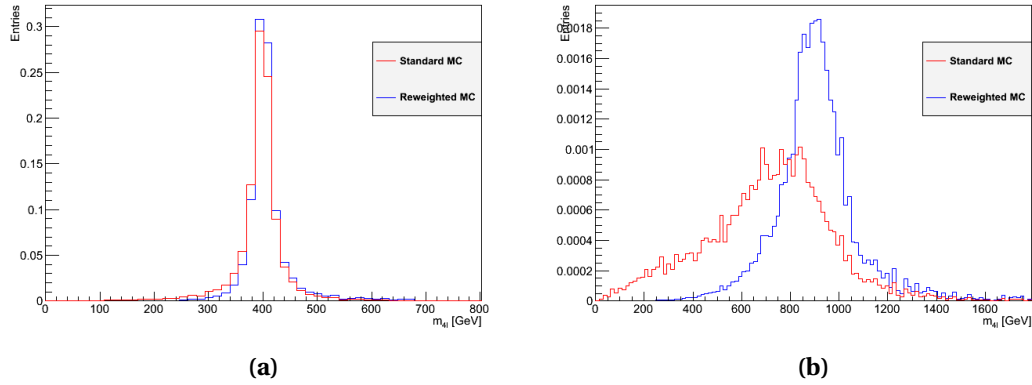 Entries
0.3
0.25
0.2
0.15
0.1
0.05
0
Standard MC
Reweighted MC
0 100 200 300 400 500 600 700 800
m4l [GeV]
(a)
Entries
0.0018
0.0016
0.0014
0.0012
0.001
0.0008
0.0006
0.0004
0.0002
0
Standard MC
Reweighted MC
0 200 400 600 800 1000 1200 1400 1600
m4l [GeV]
(b)